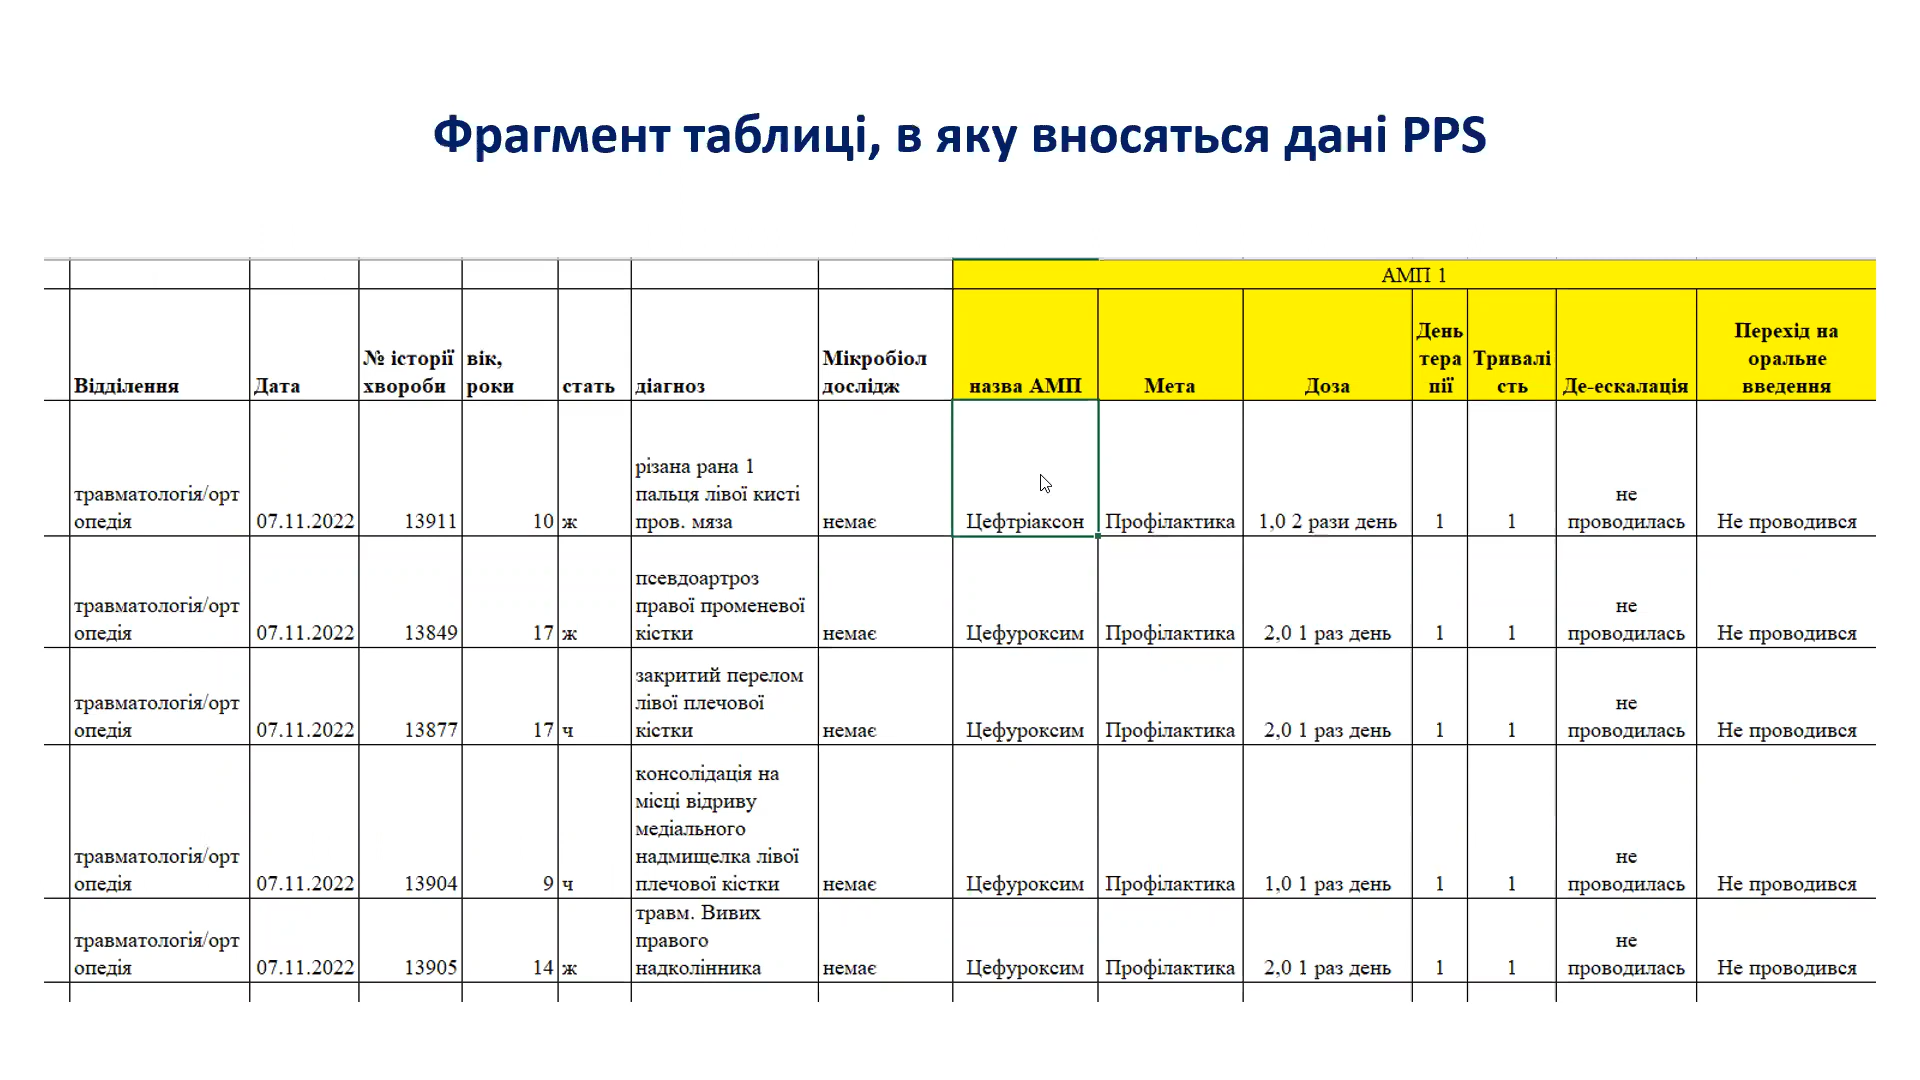 Фрагмент таблиці, в яку вносяться дані PPS
АМП 1
Відділення Дата № історії хвороби вік, роки стать діагноз Мікробіол дослідж назва АМП Мета Доза День тера пії Тривалі сть Де-ескалація Перехід на оральне введення
травматологія/орт опедія 07.11.2022 13911 10 ж різана рана 1 пальця лівої кисті пров. мяза немає Цефтріаксон Профілактика 1,0 2 рази день 1 1 не проводилась Не проводився
травматологія/орт опедія 07.11.2022 13849 17 ж псевдоартроз правої променевої кістки немає Цефуроксим Профілактика 2,0 1 раз день 1 1 не проводилась Не проводився
травматологія/орт опедія 07.11.2022 13877 17 ч закритий перелом лівої плечової кістки немає Цефуроксим Профілактика 2,0 1 раз день 1 1 не проводилась Не проводився
травматологія/орт опедія 07.11.2022 13904 9 ч консолідація на місці відриву медіального надмищелка лівої плечової кістки немає Цефуроксим Профілактика 1,0 1 раз день 1 1 не проводилась Не проводився
травматологія/орт опедія 07.11.2022 13905 14 ж травм. Вивих правого надколінника немає Цефуроксим Профілактика 2,0 1 раз день 1 1 не проводилась Не проводився